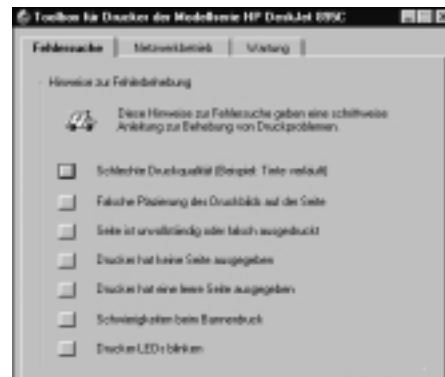 Toolbox für Drucker der Modellserie HP DeskJet 895C
Fehlersuche Netzwerkbetrieb Wartung
Hinweise zur Fehlerbehebung
Diese Hinweise zur Fehlersuche geben eine schrittweise
Anleitung zur Behebung von Druckproblemen.
Schlechte Druckqualität (Beispiel: Tinte verläuft)
Falsche Plazierung des Druckbilds auf der Seite
Seite ist unvollständig oder falsch ausgedruckt
Drucker hat keine Seite ausgegeben
Drucker hat eine leere Seite ausgegeben
Schwierigkeiten beim Bannerdruck
Drucker-LEDs blinken